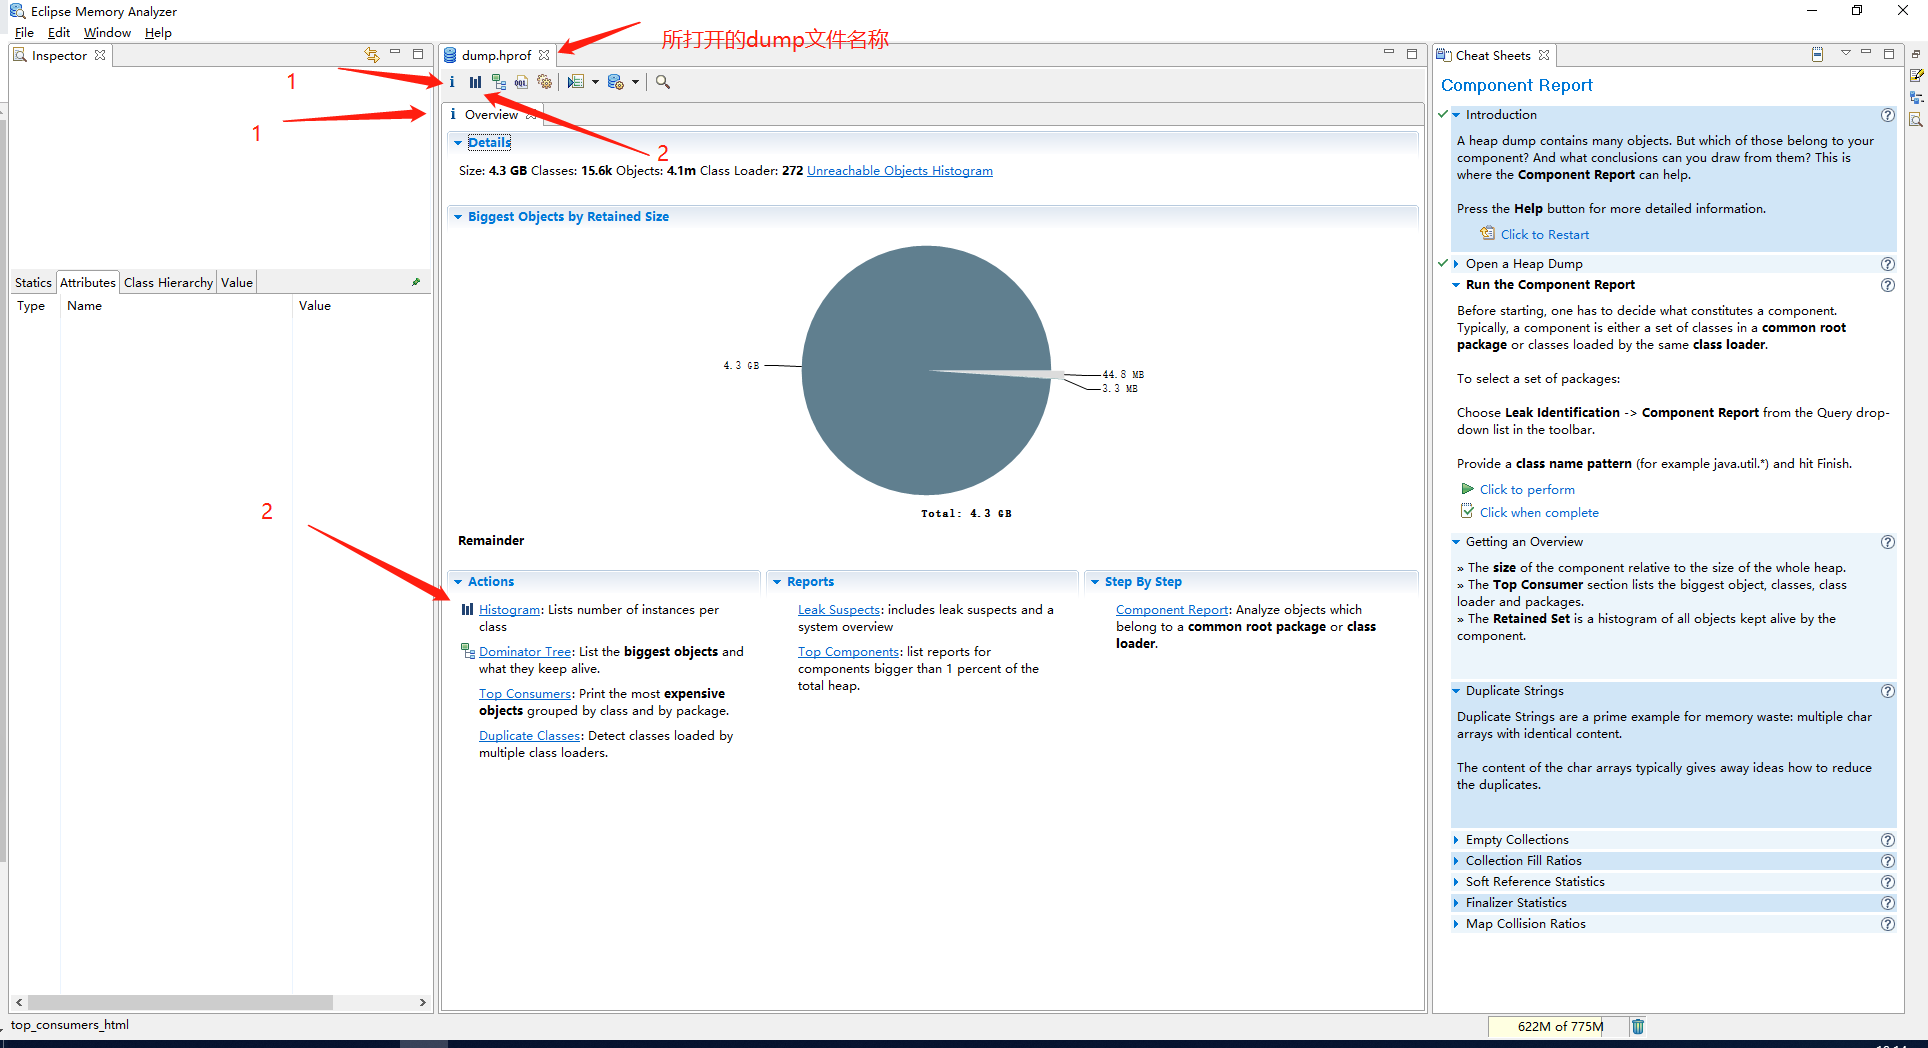 Eclipse Memory Analyzer
File Edit Window Help
Inspector
Statics Attributes Class Hierarchy Value
Type Name Value
top_consumers_html
1
1
2
dump.hprof
所打开的dump文件名称
2
i OQL
i Overview
Details
Size: 4.3 GB Classes: 15.6k Objects: 4.1m Class Loader: 272 Unreachable Objects Histogram
Biggest Objects by Retained Size
4.3 GB
44.8 MB
3.3 MB
Total: 4.3 GB
Remainder
Actions
Histogram: Lists number of instances per
class
Dominator Tree: List the biggest objects and
what they keep alive.
Top Consumers: Print the most expensive
objects grouped by class and by package.
Duplicate Classes: Detect classes loaded by
multiple class loaders.
Reports
Leak Suspects: includes leak suspects and a
system overview
Top Components: list reports for
components bigger than 1 percent of the
total heap.
Step By Step
Component Report: Analyze objects which
belong to a common root package or class
loader.
Cheat Sheets
Component Report
Introduction
A heap dump contains many objects. But which of those belong to your
component? And what conclusions can you draw from them? This is
where the Component Report can help.
Press the Help button for more detailed information.
Click to Restart
Open a Heap Dump
Run the Component Report
Before starting, one has to decide what constitutes a component.
Typically, a component is either a set of classes in a common root
package or classes loaded by the same class loader.
To select a set of packages:
Choose Leak Identification -> Component Report from the Query drop-
down list in the toolbar.
Provide a class name pattern (for example java.util.*) and hit Finish.
Click to perform
Click when complete
Getting an Overview
» The size of the component relative to the size of the whole heap.
» The Top Consumer section lists the biggest object, classes, class
loader and packages.
» The Retained Set is a histogram of all objects kept alive by the
component.
Duplicate Strings
Duplicate Strings are a prime example for memory waste: multiple char
arrays with identical content.
The content of the char arrays typically gives away ideas how to reduce
the duplicates.
Empty Collections
Collection Fill Ratios
Soft Reference Statistics
Finalizer Statistics
Map Collision Ratios
622M of 775M